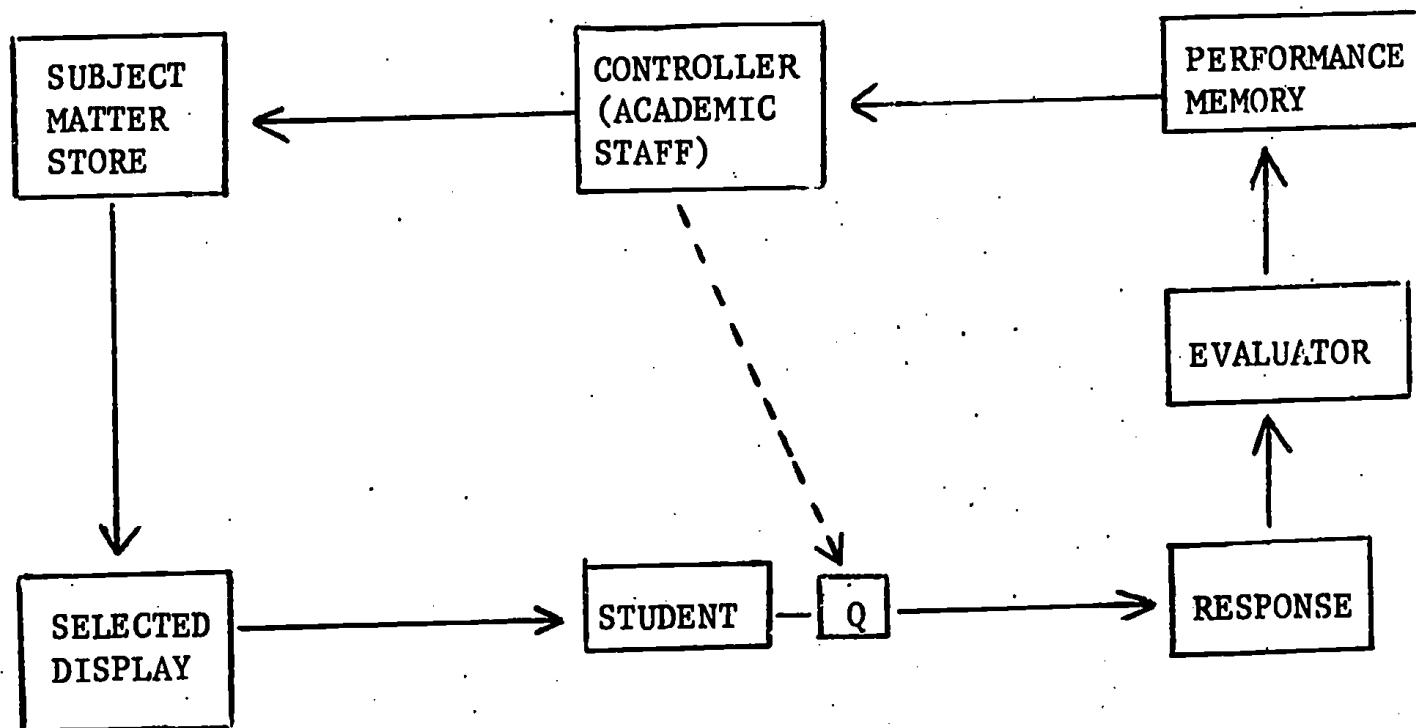 SUBJECT
MATTER
STORE
CONTROLLER
(ACADEMIC
STAFF)
PERFORMANCE
MEMORY
EVALUATOR
SELECTED
DISPLAY
STUDENT
Q
RESPONSE